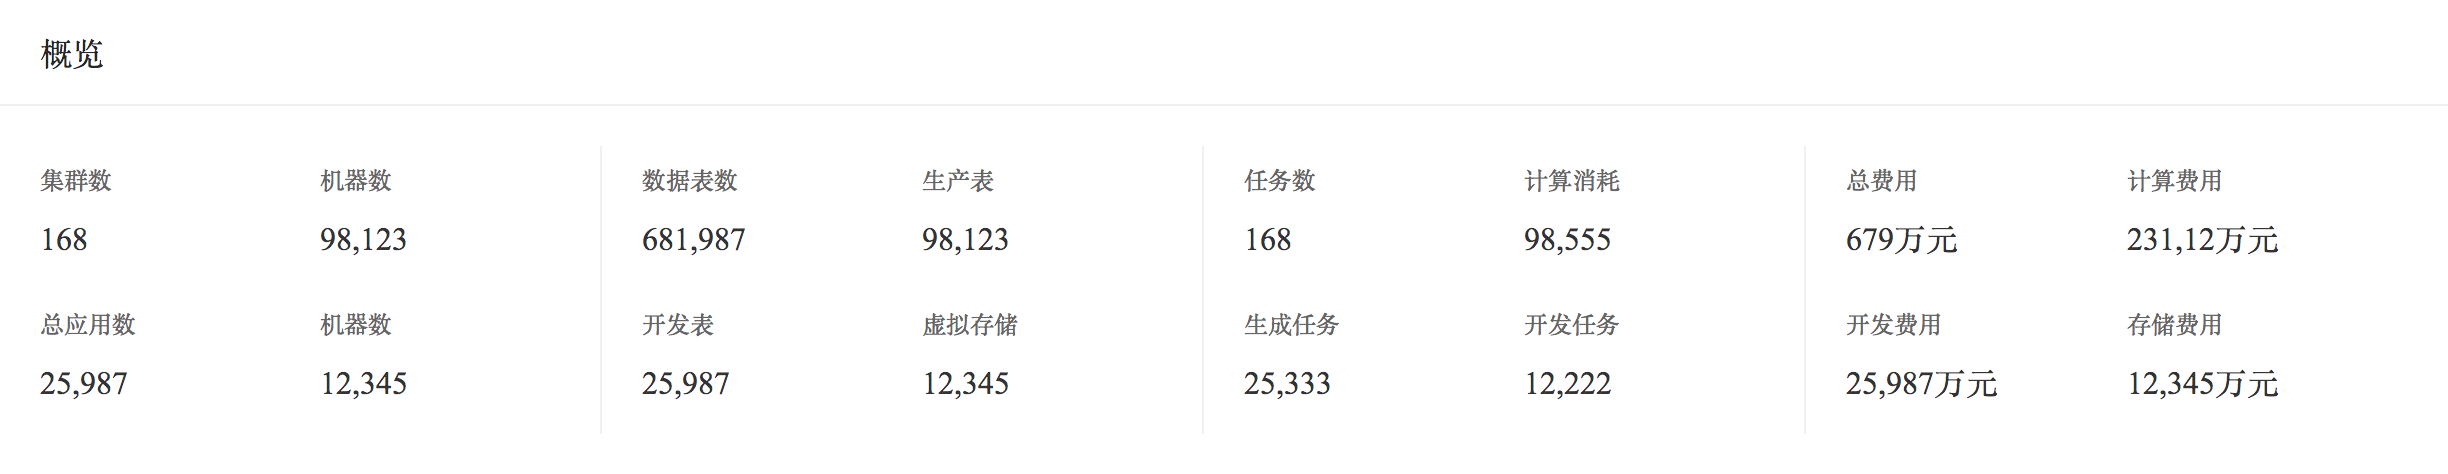 概览
集群数 机器数 数据表数 生产表 任务数 计算消耗 总费用 计算费用
168 98,123 681,987 98,123 168 98,555 679万元 231,12万元
总应用数 机器数 开发表 虚拟存储 生成任务 开发任务 开发费用 存储费用
25,987 12,345 25,987 12,345 25,333 12,222 25,987万元 12,345万元